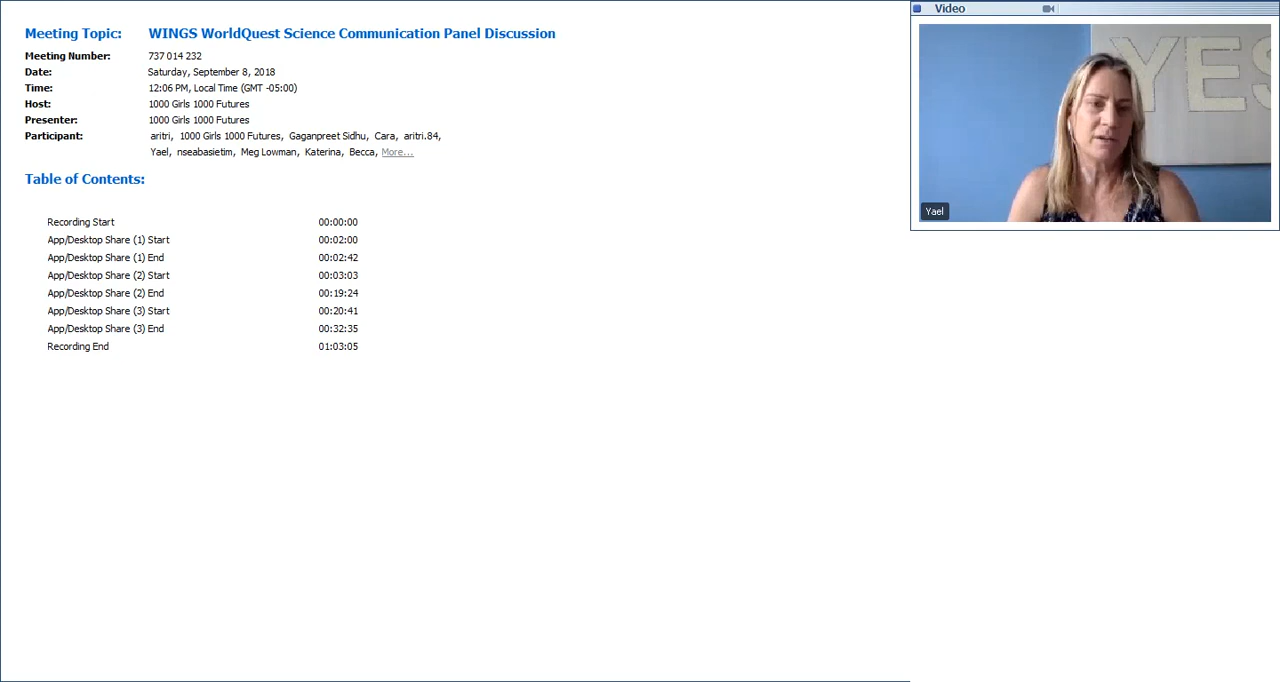 Meeting Topic: WINGS WorldQuest Science Communication Panel Discussion
Meeting Number: 737 014 232
Date: Saturday, September 8, 2018
Time: 12:06 PM, Local Time (GMT -05:00)
Host: 1000 Girls 1000 Futures
Presenter: 1000 Girls 1000 Futures
Participant: aritri, 1000 Girls 1000 Futures, Gaganpreet Sidhu, Cara, aritri.84,
Yael, nseabasietim, Meg Lowman, Katerina, Becca, More...
Table of Contents:
Recording Start 00:00:00
App/Desktop Share (1) Start 00:02:00
App/Desktop Share (1) End 00:02:42
App/Desktop Share (2) Start 00:03:03
App/Desktop Share (2) End 00:19:24
App/Desktop Share (3) Start 00:20:41
App/Desktop Share (3) End 00:32:35
Recording End 01:03:05
Video
YES
Yael